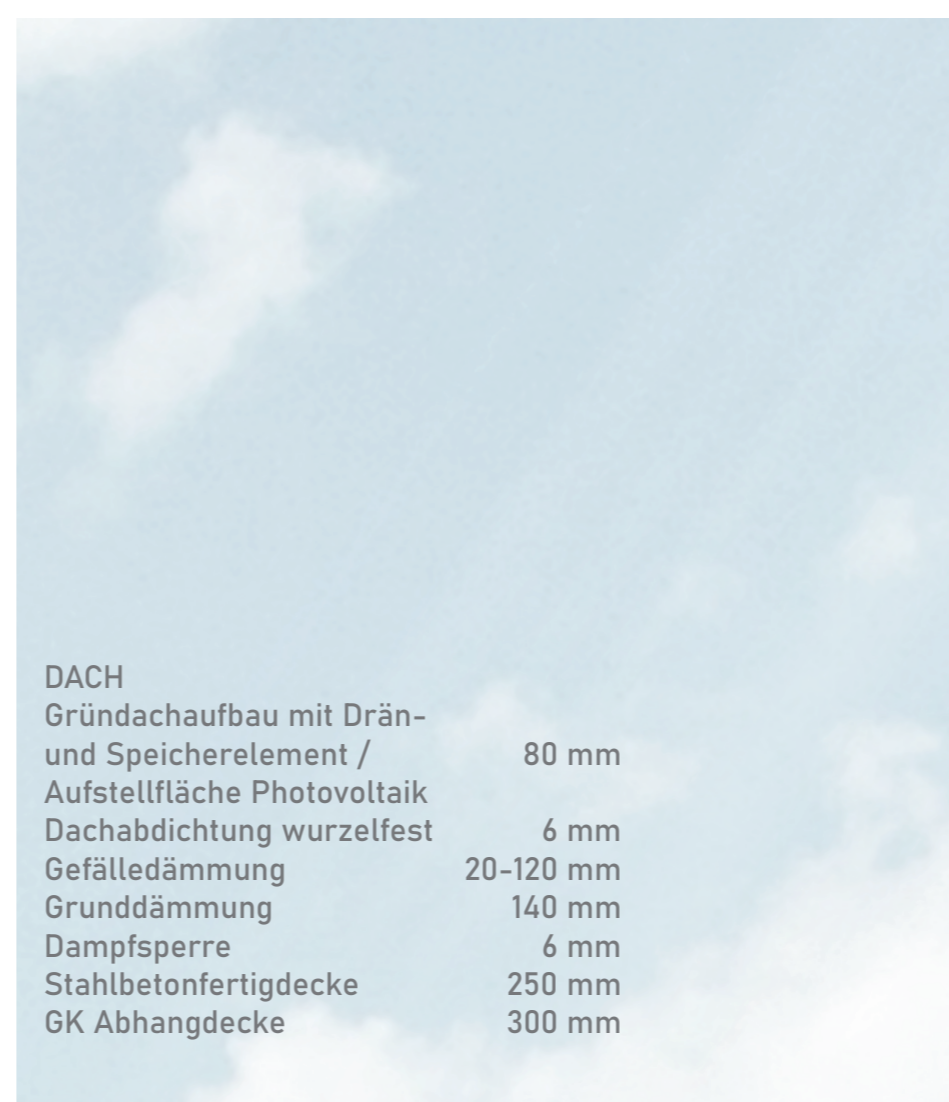 DACH
Gründachaufbau mit Drän-
und Speicherelement / 80 mm
Aufstellfläche Photovoltaik
Dachabdichtung wurzelfest 6 mm
Gefälledämmung 20-120 mm
Grunddämmung 140 mm
Dampfsperre 6 mm
Stahlbetonfertigdecke 250 mm
GK Abhangdecke 300 mm